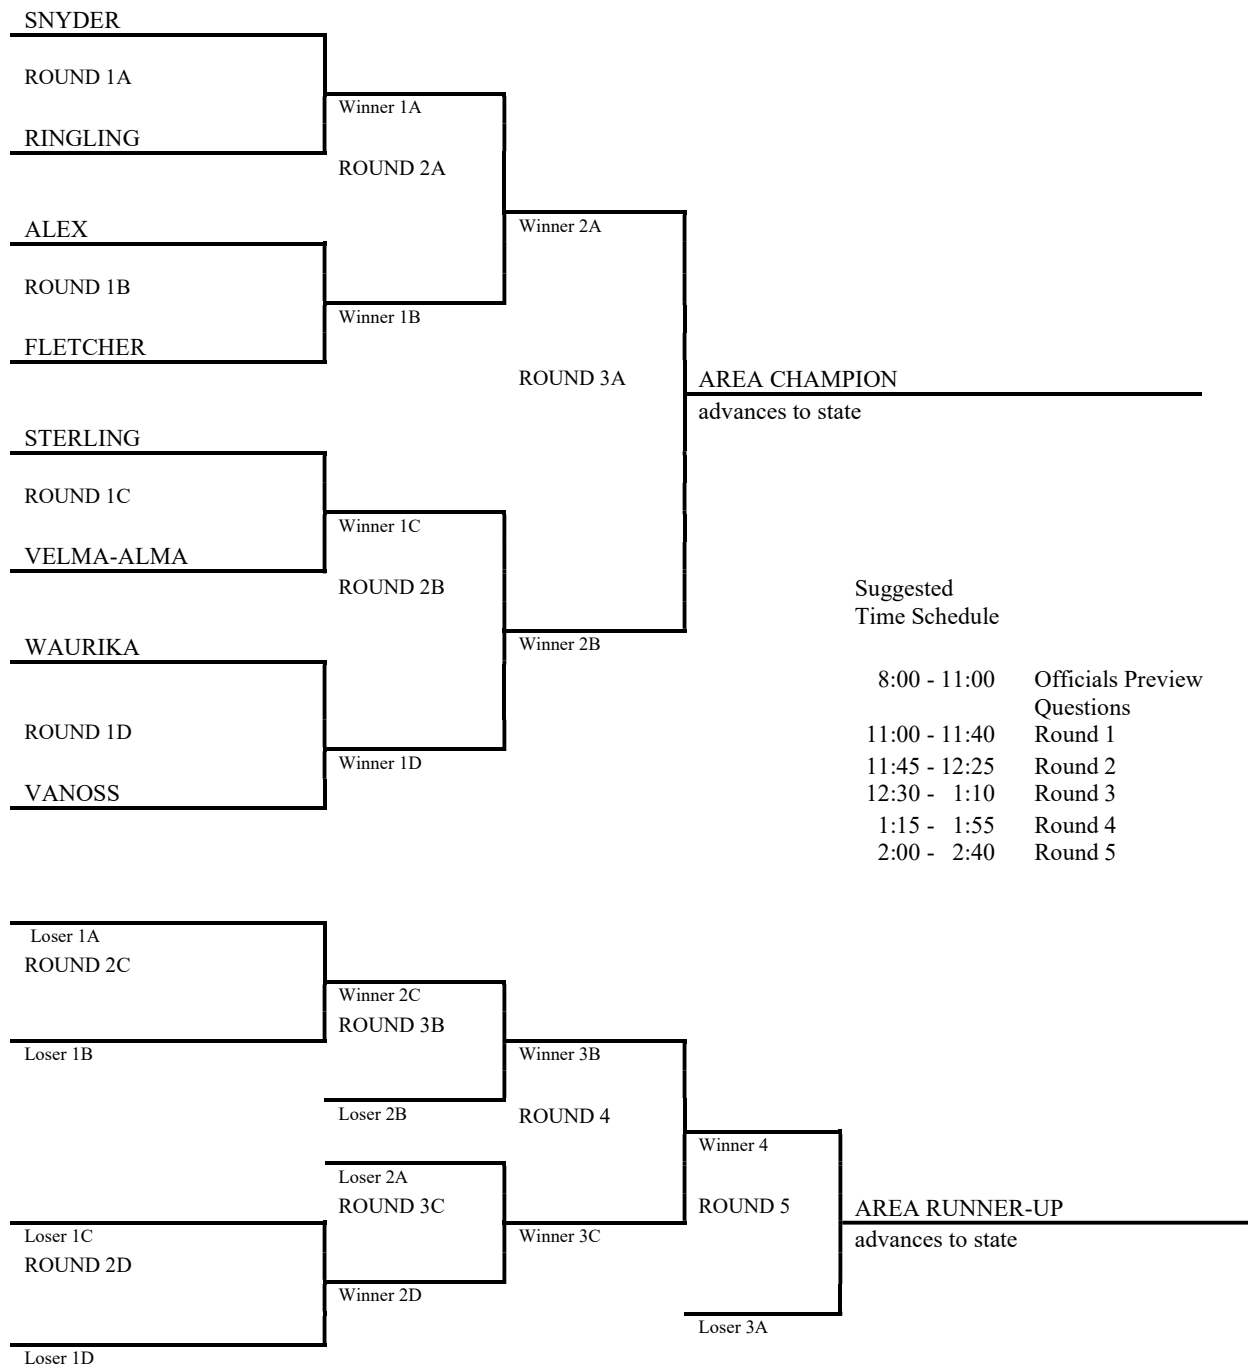 SNYDER
ROUND 1A
Winner 1A
RINGLING
ROUND 2A
ALEX
Winner 2A
ROUND 1B
Winner 1B
FLETCHER
ROUND 3A
AREA CHAMPION
advances to state
STERLING
ROUND 1C
Winner 1C
VELMA-ALMA
ROUND 2B
WAURIKA
Winner 2B
ROUND 1D
Winner 1D
VANOSS
Suggested
Time Schedule
8:00 - 11:00 Officials Preview
Questions
11:00 - 11:40 Round 1
11:45 - 12:25 Round 2
12:30 - 1:10 Round 3
1:15 - 1:55 Round 4
2:00 - 2:40 Round 5
Loser 1A
ROUND 2C
Winner 2C
ROUND 3B
Loser 1B
Winner 3B
Loser 2B
ROUND 4
Winner 4
Loser 2A
ROUND 3C
ROUND 5
AREA RUNNER-UP
advances to state
Loser 1C
Winner 3C
ROUND 2D
Winner 2D
Loser 3A
Loser 1D